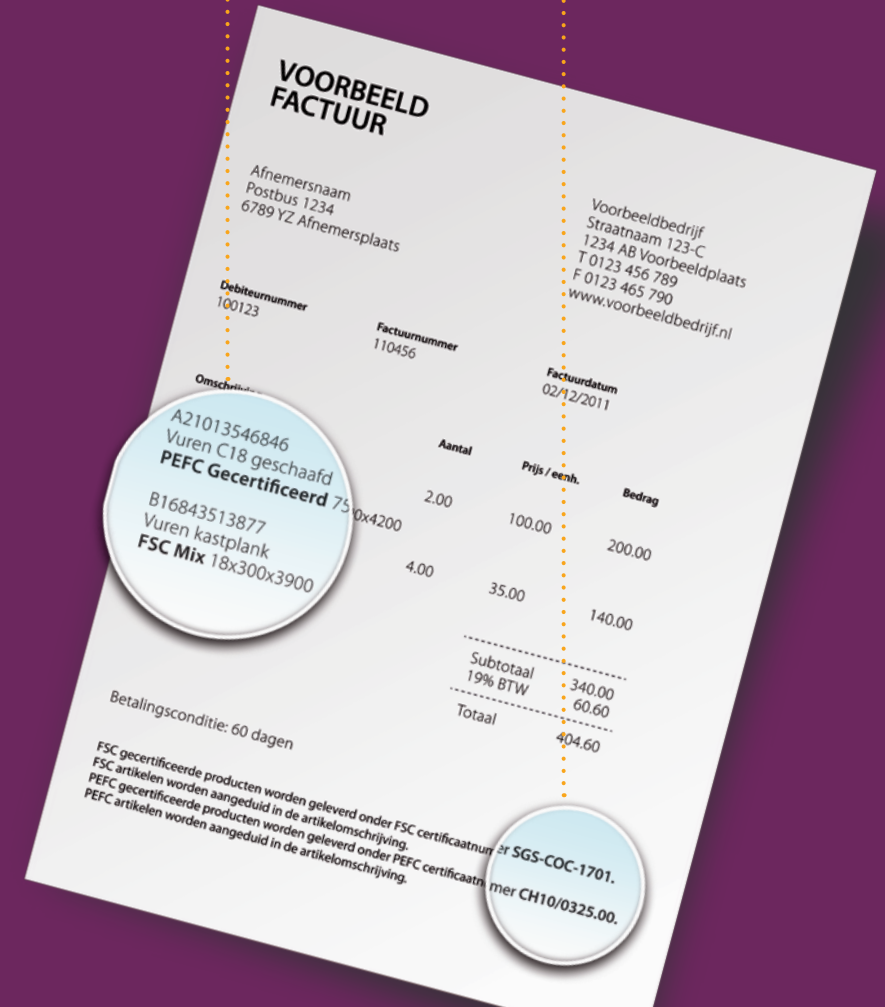 VOORBEELD
FACTUUR
Afnemersnaam
Postbus 1234
6789 YZ Afnemersplaats
Voorbeeldbedrijf
Straatnaam 123-C
1234 AB Voorbeeldplaats
T 0123 456 789
F 0123 465 790
www.voorbeeldbedrijf.nl
Debiteurnummer
100123
Factuurnummer
110456
Factuurdatum
02/12/2011
Aantal Prijs / eenh. Bedrag
A21013546846
Vuren C18 geschaafd
PEFC Gecertificeerd 2.00 100.00 200.00
B16843513877
Vuren kastplank
FSC Mix 18x300x3900 4.00 35.00 140.00
Subtotaal 340.00
19% BTW 60.60
Totaal 404.60
Betalingsconditie: 60 dagen
FSC gecertificeerde producten worden geleverd onder FSC certificaatnummer SGS-COC-1701.
FSC artikelen worden aangeduid in de artikelomschrijving.
PEFC gecertificeerde producten worden geleverd onder PEFC certificaatnummer CH10/0325.00.
PEFC artikelen worden aangeduid in de artikelomschrijving.